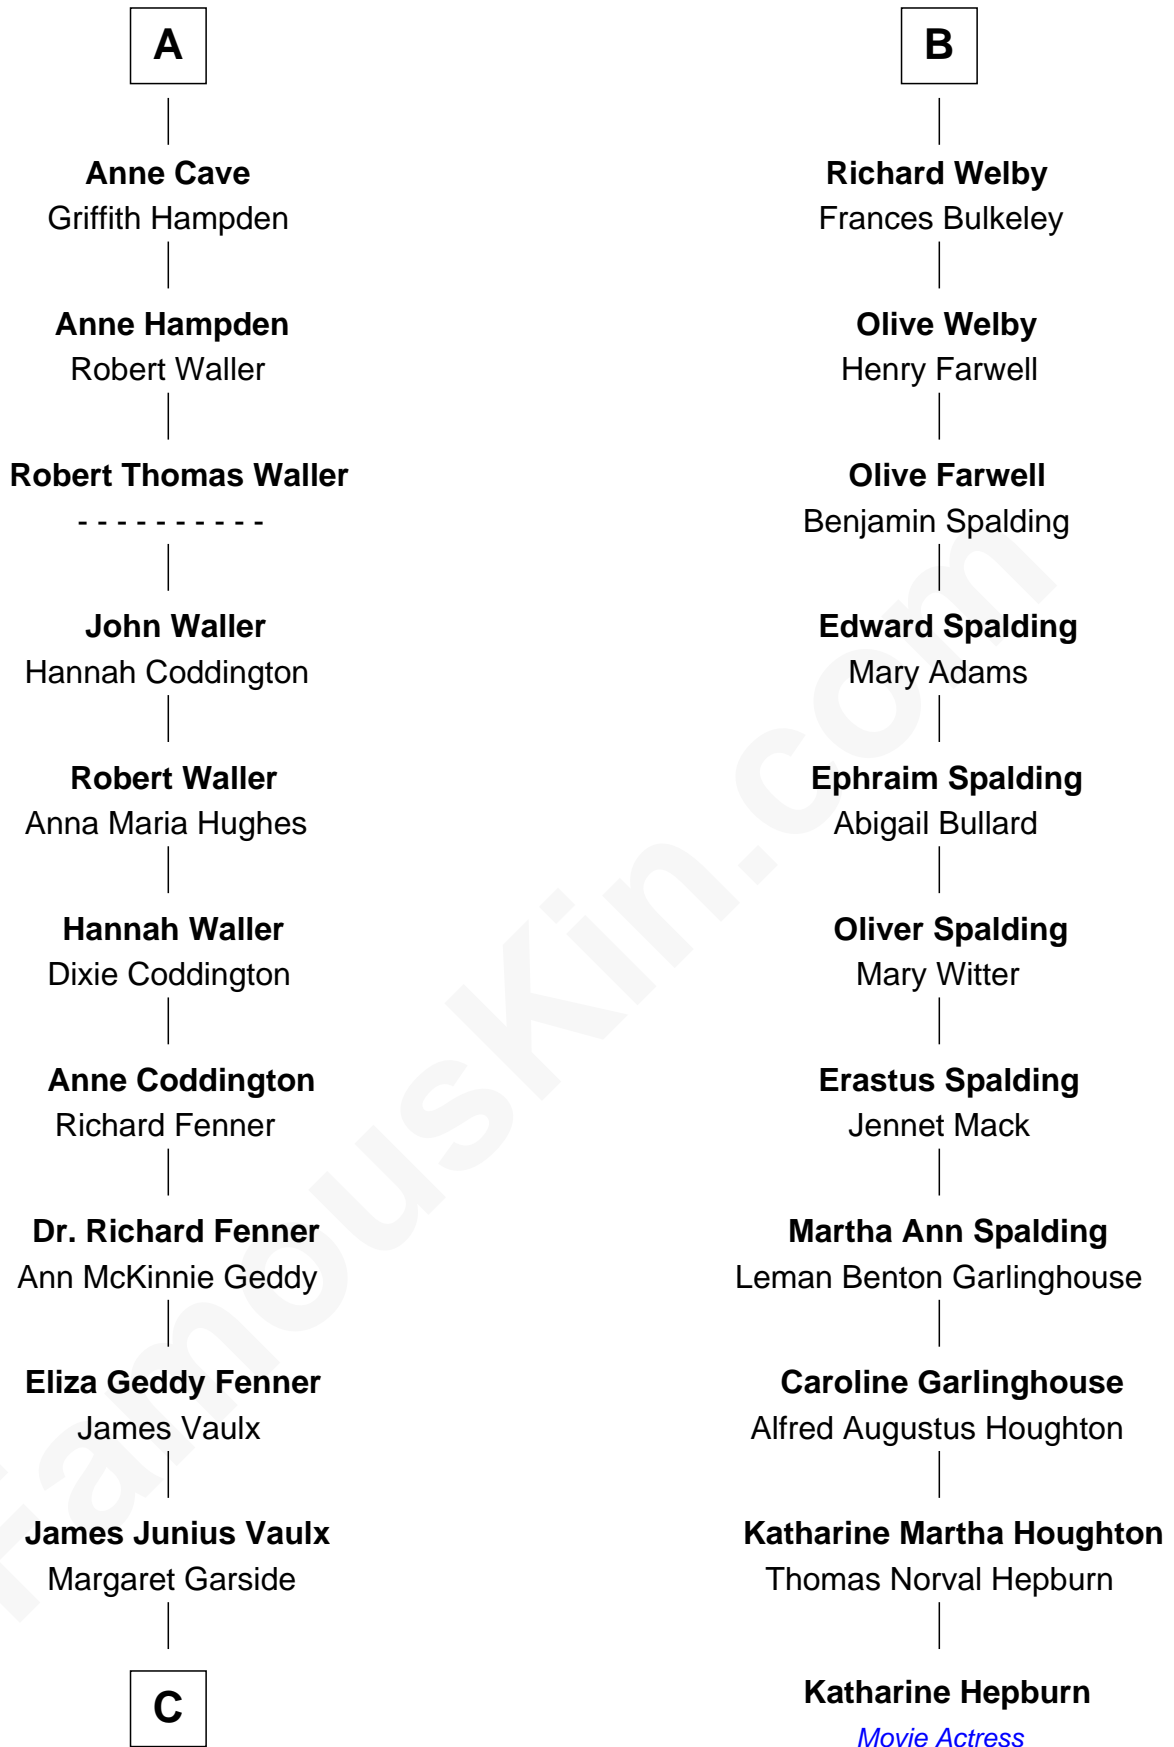 A
Anne Cave
Griffith Hampden
Anne Hampden
Robert Waller
Robert Thomas Waller
- - - - - - - - - -
John Waller
Hannah Coddington
Robert Waller
Anna Maria Hughes
Hannah Waller
Dixie Coddington
Anne Coddington
Richard Fenner
Dr. Richard Fenner
Ann McKinnie Geddy
Eliza Geddy Fenner
James Vaulx
James Junius Vaulx
Margaret Garside
C
B
Richard Welby
Frances Bulkeley
Olive Welby
Henry Farwell
Olive Farwell
Benjamin Spalding
Edward Spalding
Mary Adams
Ephraim Spalding
Abigail Bullard
Oliver Spalding
Mary Witter
Erastus Spalding
Jennet Mack
Martha Ann Spalding
Leman Benton Garlinghouse
Caroline Garlinghouse
Alfred Augustus Houghton
Katharine Martha Houghton
Thomas Norval Hepburn
Katharine Hepburn
Movie Actress
FamousKin.com